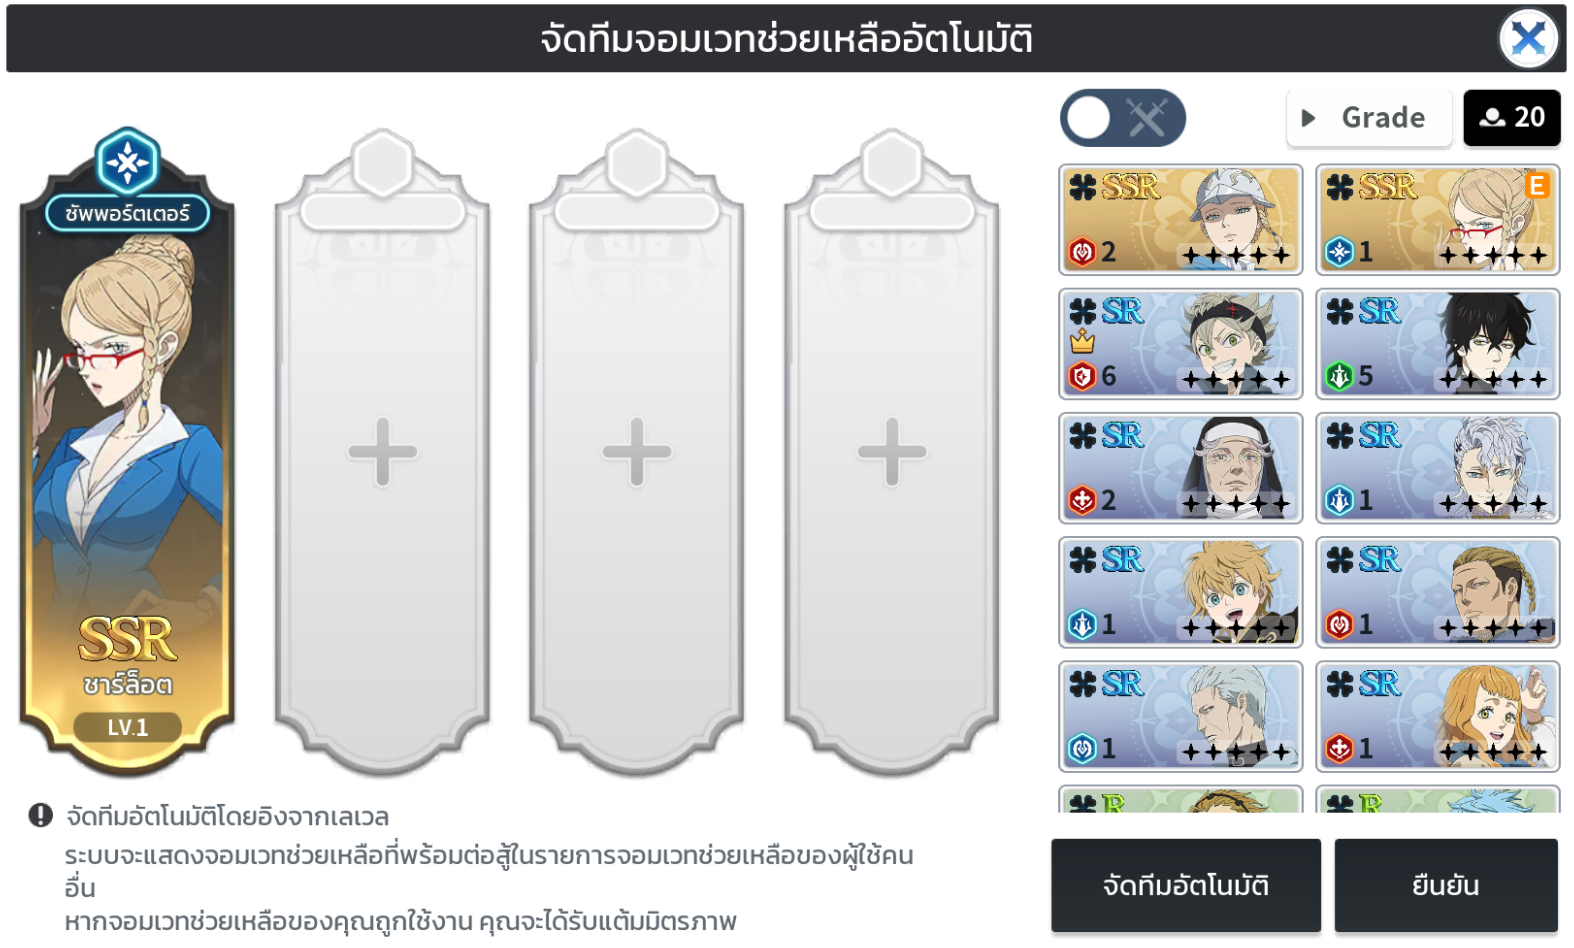 จัดทีมจอมเวทช่วยเหลืออัตโนมัติ
Grade
20
ซัพพอร์ตเตอร์
SSR
ชาร์ล็อต
LV.1
SSR
2
SSR
E
1
SR
6
SR
5
SR
2
SR
1
SR
1
SR
1
SR
1
SR
1
R
R
จัดทีมอัตโนมัติโดยอิงจากเลเวล
ระบบจะแสดงจอมเวทช่วยเหลือที่พร้อมต่อสู้ในรายการจอมเวทช่วยเหลือของผู้ใช้คน
อื่น
หากจอมเวทช่วยเหลือของคุณถูกใช้งาน คุณจะได้รับแต้มมิตรภาพ
จัดทีมอัตโนมัติ
ยืนยัน